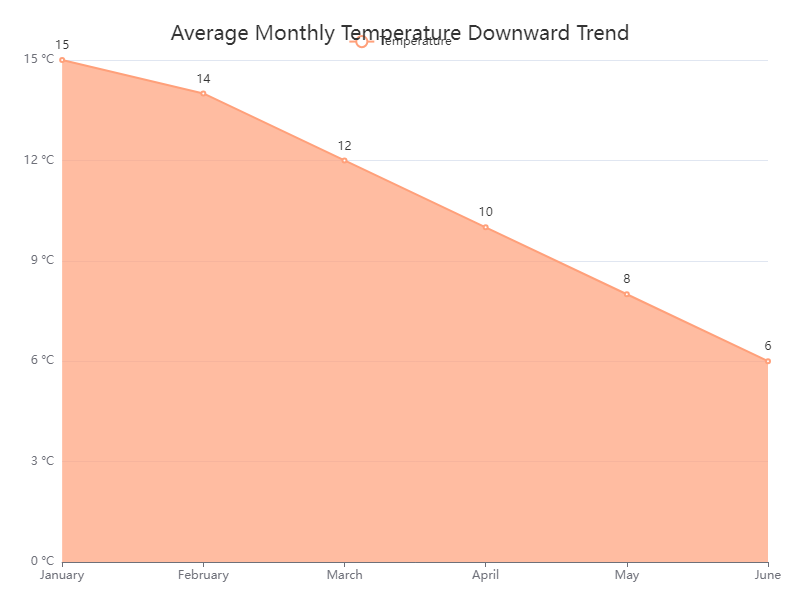 Average Monthly Temperature Downward Trend
Temperature
15
14
12
10
8
6
15 °C
12 °C
9 °C
6 °C
3 °C
0 °C
January February March April May June